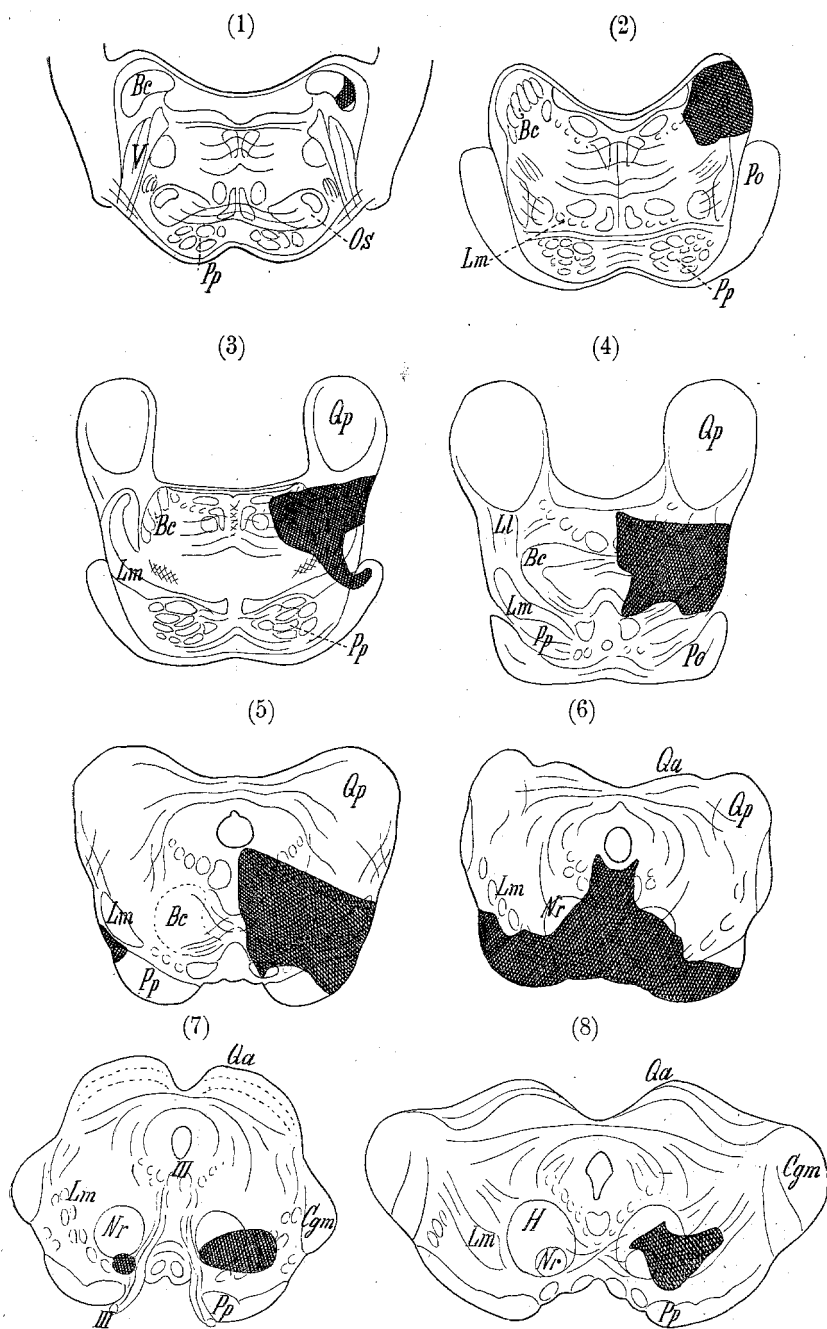 (1)
(2)
Bc
V
Os
Pp
Bc
Po
Lm
Pp
(3)
(4)
Qp
Bc
Lm
Pp
Qp
Ll
Bc
Lm
Pp
Po
(5)
(6)
Qp
Lm
Bc
Pp
Qa
Qp
Lm
Nr
(7)
(8)
Qa
III
Lm
Nr
Cgm
Pp
III
Qa
Cgm
H
Lm
Nr
Pp